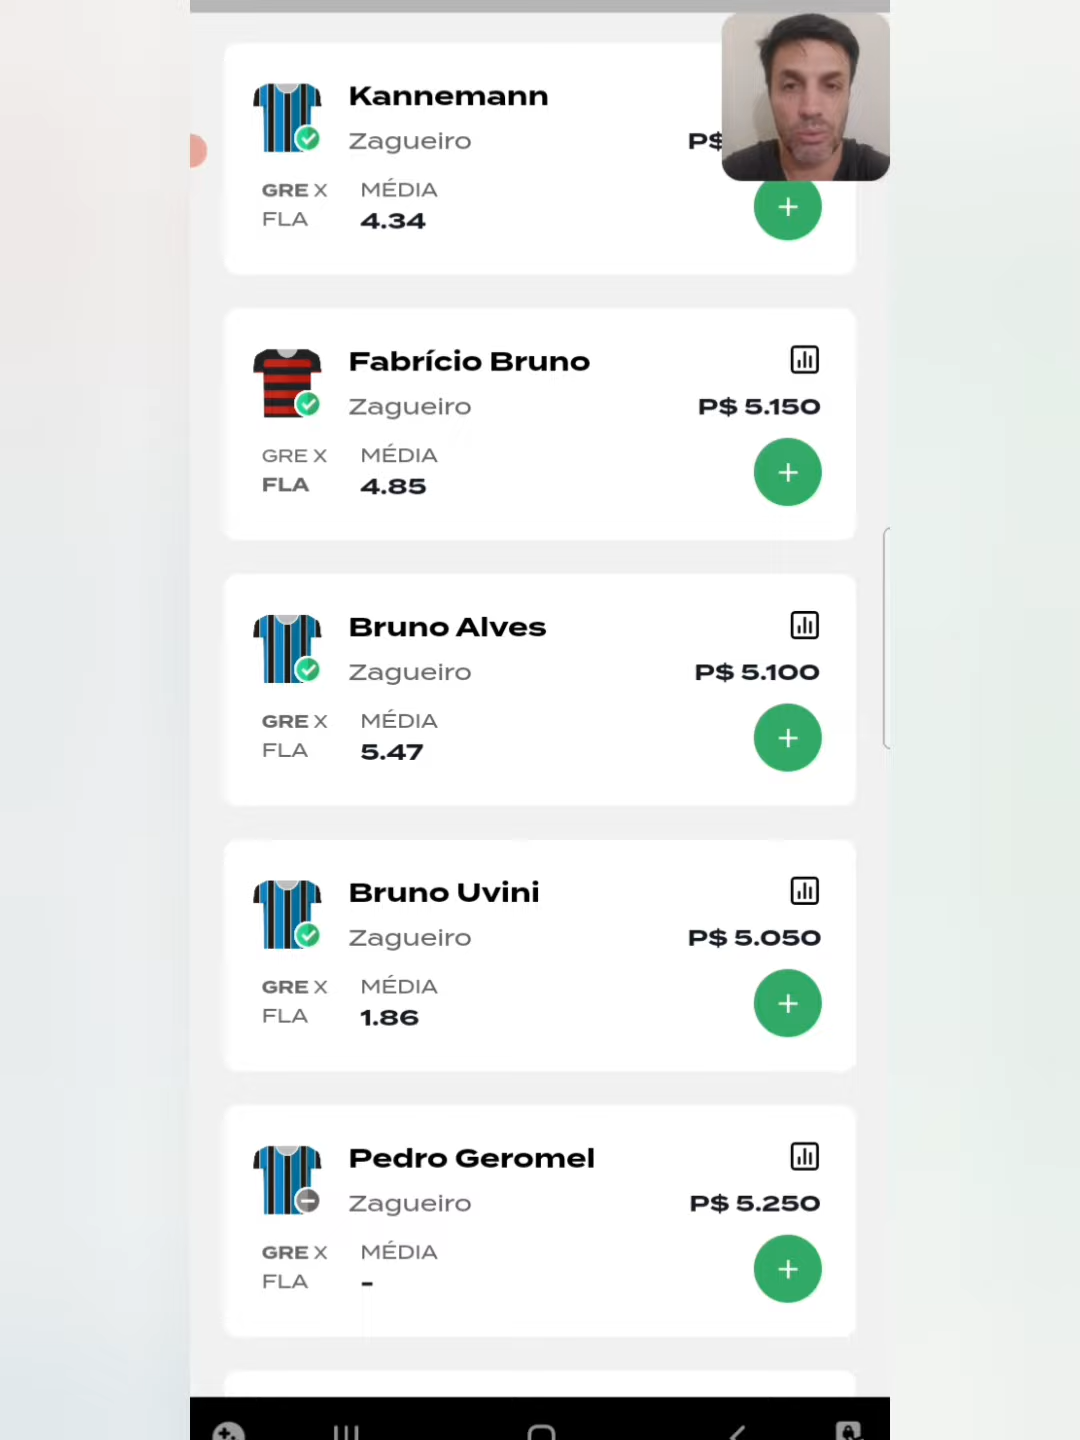 Kannemann
Zagueiro
P$
GRE X
FLA
MÉDIA
4.34
Fabrício Bruno
Zagueiro
P$ 5.150
GRE X
FLA
MÉDIA
4.85
Bruno Alves
Zagueiro
P$ 5.100
GRE X
FLA
MÉDIA
5.47
Bruno Uvini
Zagueiro
P$ 5.050
GRE X
FLA
MÉDIA
1.86
Pedro Geromel
Zagueiro
P$ 5.250
GRE X
FLA
MÉDIA
-